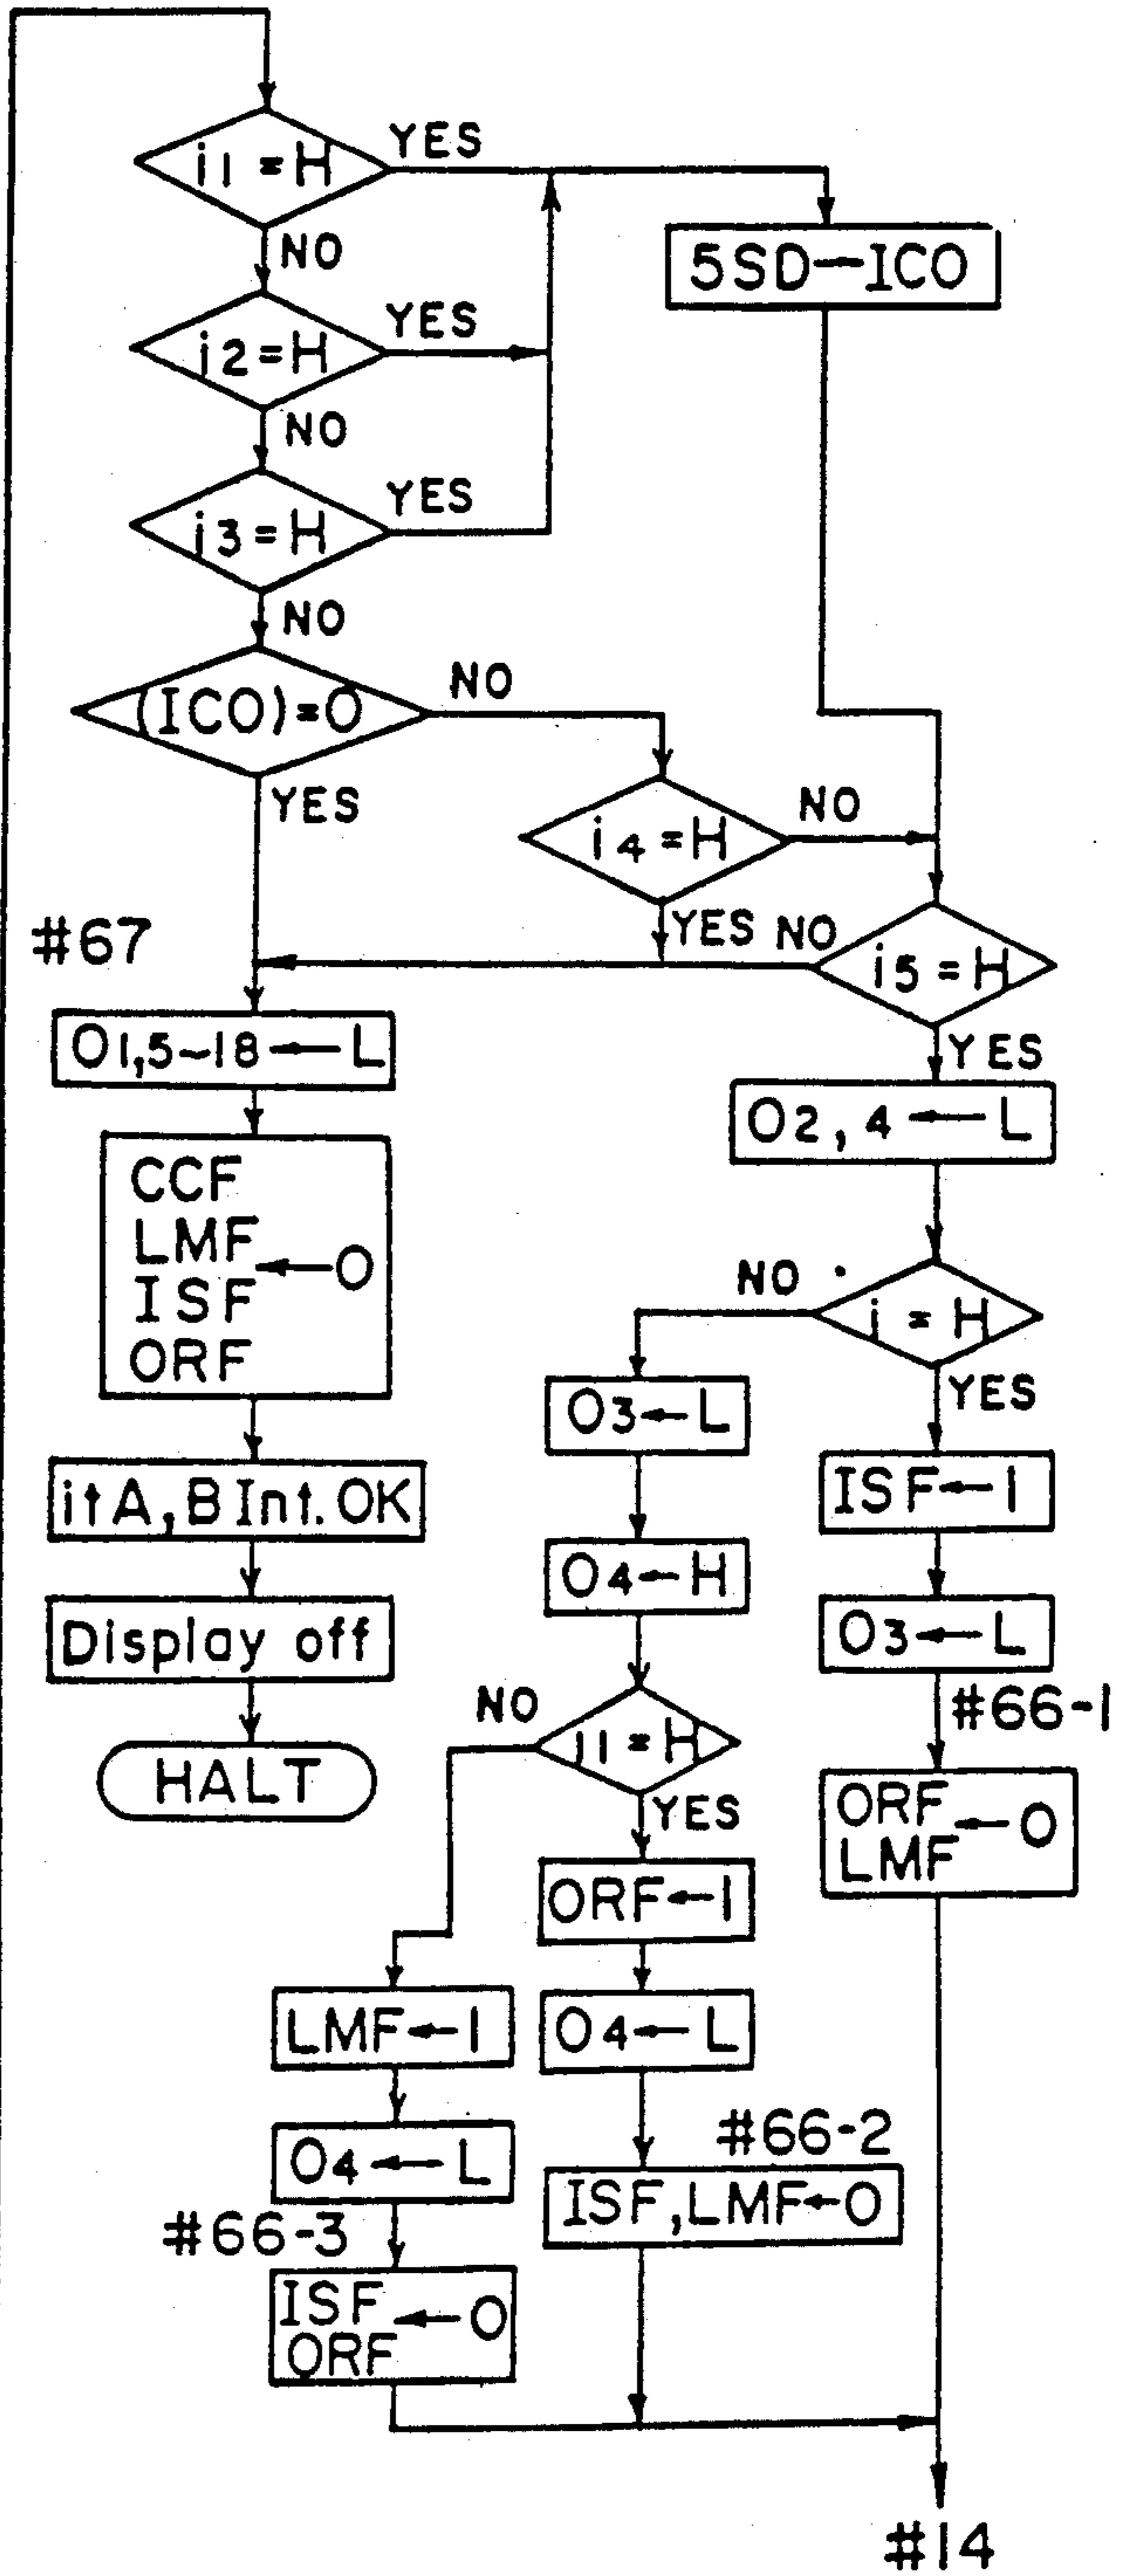 i1 = H
YES
NO
5SD—ICO
i2 = H
YES
NO
i3 = H
YES
NO
(ICO)=0
NO
YES
i4 = H
NO
YES
NO
i5 = H
YES
#67
O1,5~18 ← L
O2, 4 ← L
CCF
LMF
ISF
ORF
← 0
NO
i = H
YES
O3 ← L
ISF ← 1
itA, B Int. OK
O4 ← H
O3 ← L
Display off
#66-1
NO
i1 = H
YES
HALT
ORF
LMF
← 0
ORF ← 1
LMF ← 1
O4 ← L
O4 ← L
#66-2
ISF, LMF ← 0
#66-3
ISF
ORF
← 0
#14